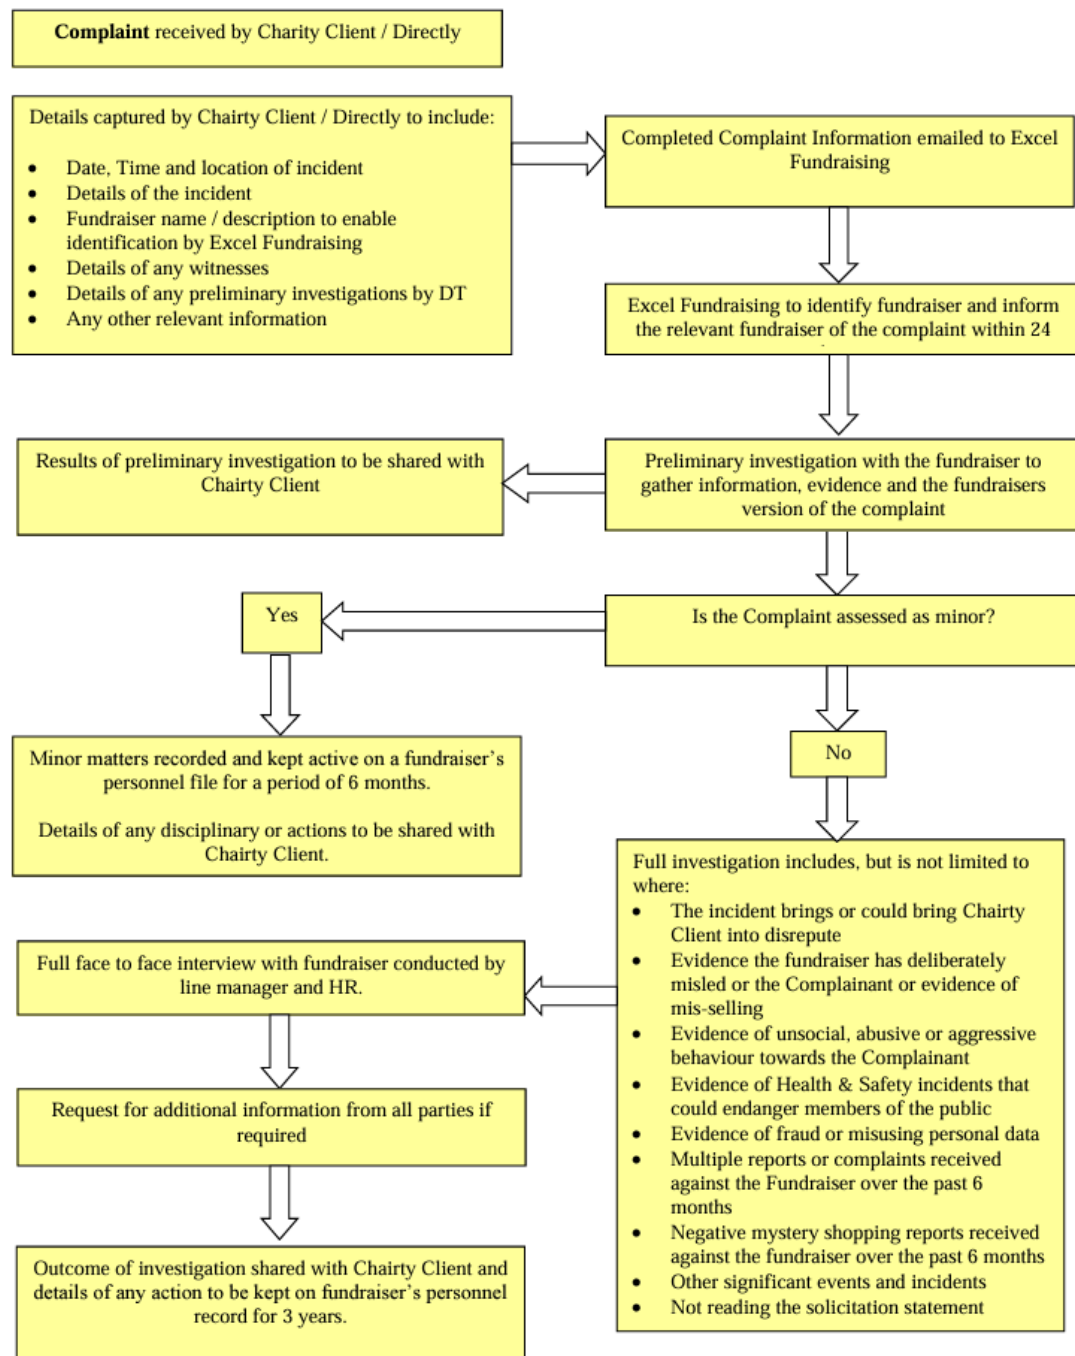 Complaint received by Charity Client / Directly
Details captured by Chairty Client / Directly to include:
• Date, Time and location of incident
• Details of the incident
• Fundraiser name / description to enable
identification by Excel Fundraising
• Details of any witnesses
• Details of any preliminary investigations by DT
• Any other relevant information
Completed Complaint Information emailed to Excel
Fundraising
Excel Fundraising to identify fundraiser and inform
the relevant fundraiser of the complaint within 24
Preliminary investigation with the fundraiser to
gather information, evidence and the fundraisers
version of the complaint
Results of preliminary investigation to be shared with
Chairty Client
Is the Complaint assessed as minor?
Yes
Minor matters recorded and kept active on a fundraiser's
personnel file for a period of 6 months.
Details of any disciplinary or actions to be shared with
Chairty Client.
No
Full investigation includes, but is not limited to
where:
• The incident brings or could bring Chairty
Client into disrepute
• Evidence the fundraiser has deliberately
misled or the Complainant or evidence of
mis-selling
• Evidence of unsocial, abusive or aggressive
behaviour towards the Complainant
• Evidence of Health & Safety incidents that
could endanger members of the public
• Evidence of fraud or misusing personal data
• Multiple reports or complaints received
against the Fundraiser over the past 6
months
• Negative mystery shopping reports received
against the fundraiser over the past 6 months
• Other significant events and incidents
• Not reading the solicitation statement
Full face to face interview with fundraiser conducted by
line manager and HR.
Request for additional information from all parties if
required
Outcome of investigation shared with Chairty Client and
details of any action to be kept on fundraiser's personnel
record for 3 years.